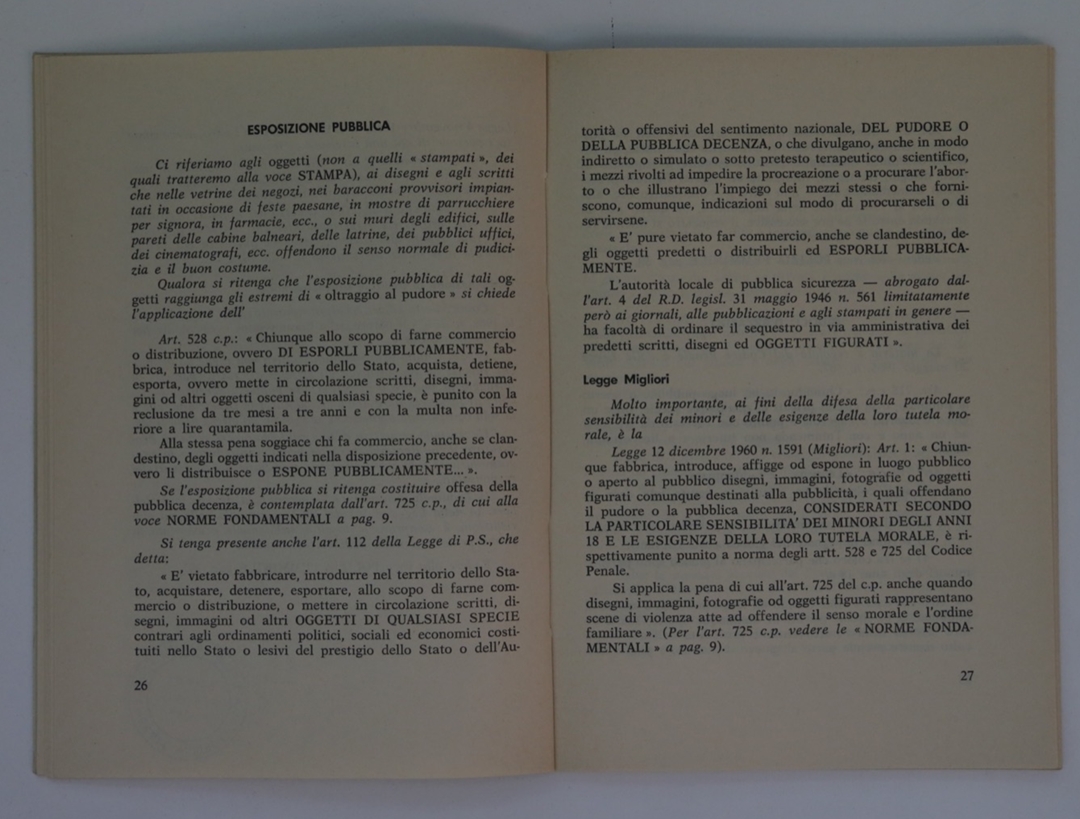 ESPOSIZIONE PUBBLICA
Ci riferiamo agli oggetti (non a quelli « stampati », dei
quali tratteremo alla voce STAMPA), ai disegni e agli scritti
che nelle vetrine dei negozi, nei baracconi provvisori impian-
tati in occasione di feste paesane, in mostre di parrucchiere
per signora, in farmacie, ecc., o sui muri degli edifici, sulle
pareti delle cabine balneari, delle latrine, dei pubblici uffici,
dei cinematografi, ecc. offendono il senso normale di pudici-
zia e il buon costume.
Qualora si ritenga che l'esposizione pubblica di tali og-
getti raggiunga gli estremi di « oltraggio al pudore » si chiede
l'applicazione dell'
Art. 528 c.p.: « Chiunque allo scopo di farne commercio
o distribuzione, ovvero DI ESPORLI PUBBLICAMENTE, fab-
brica, introduce nel territorio dello Stato, acquista, detiene,
esporta, ovvero mette in circolazione scritti, disegni, imma-
gini od altri oggetti osceni di qualsiasi specie, è punito con la
reclusione da tre mesi a tre anni e con la multa non infe-
riore a lire quarantamila.
Alla stessa pena soggiace chi fa commercio, anche se clan-
destino, degli oggetti indicati nella disposizione precedente, ov-
vero li distribuisce o ESPONE PUBBLICAMENTE... ».
Se l'esposizione pubblica si ritenga costituire offesa della
pubblica decenza, è contemplata dall'art. 725 c.p., di cui alla
voce NORME FONDAMENTALI a pag. 9.
Si tenga presente anche l'art. 112 della Legge di P.S., che
detta:
« E' vietato fabbricare, introdurre nel territorio dello Sta-
to, acquistare, detenere, esportare, allo scopo di farne com-
mercio o distribuzione, o mettere in circolazione scritti, di-
segni, immagini od altri OGGETTI DI QUALSIASI SPECIE
contrari agli ordinamenti politici, sociali ed economici costi-
tuiti nello Stato o lesivi del prestigio dello Stato o dell'Au-
26
torità o offensivi del sentimento nazionale, DEL PUDORE O
DELLA PUBBLICA DECENZA, o che divulgano, anche in modo
indiretto o simulato o sotto pretesto terapeutico o scientifico,
i mezzi rivolti ad impedire la procreazione o a procurare l'abor-
to o che illustrano l'impiego dei mezzi stessi o che forni-
scono, comunque, indicazioni sul modo di procurarseli o di
servirsene.
« E' pure vietato far commercio, anche se clandestino, de-
gli oggetti predetti o distribuirli ed ESPORLI PUBBLICA-
MENTE.
L'autorità locale di pubblica sicurezza — abrogato dal-
l'art. 4 del R.D. legisl. 31 maggio 1946 n. 561 limitatamente
però ai giornali, alle pubblicazioni e agli stampati in genere —
ha facoltà di ordinare il sequestro in via amministrativa dei
predetti scritti, disegni ed OGGETTI FIGURATI ».
Legge Migliori
Molto importante, ai fini della difesa della particolare
sensibilità dei minori e delle esigenze della loro tutela mo-
rale, è la
Legge 12 dicembre 1960 n. 1591 (Migliori): Art. 1: « Chiun-
que fabbrica, introduce, affigge od espone in luogo pubblico
o aperto al pubblico disegni, immagini, fotografie od oggetti
figurati comunque destinati alla pubblicità, i quali offendano
il pudore o la pubblica decenza, CONSIDERATI SECONDO
LA PARTICOLARE SENSIBILITA' DEI MINORI DEGLI ANNI
18 E LE ESIGENZE DELLA LORO TUTELA MORALE, è ri-
spettivamente punito a norma degli artt. 528 e 725 del Codice
Penale.
Si applica la pena di cui all'art. 725 del c.p. anche quando
disegni, immagini, fotografie od oggetti figurati rappresentano
scene di violenza atte ad offendere il senso morale e l'ordine
familiare ». (Per l'art. 725 c.p. vedere le « NORME FONDA-
MENTALI » a pag. 9).
27